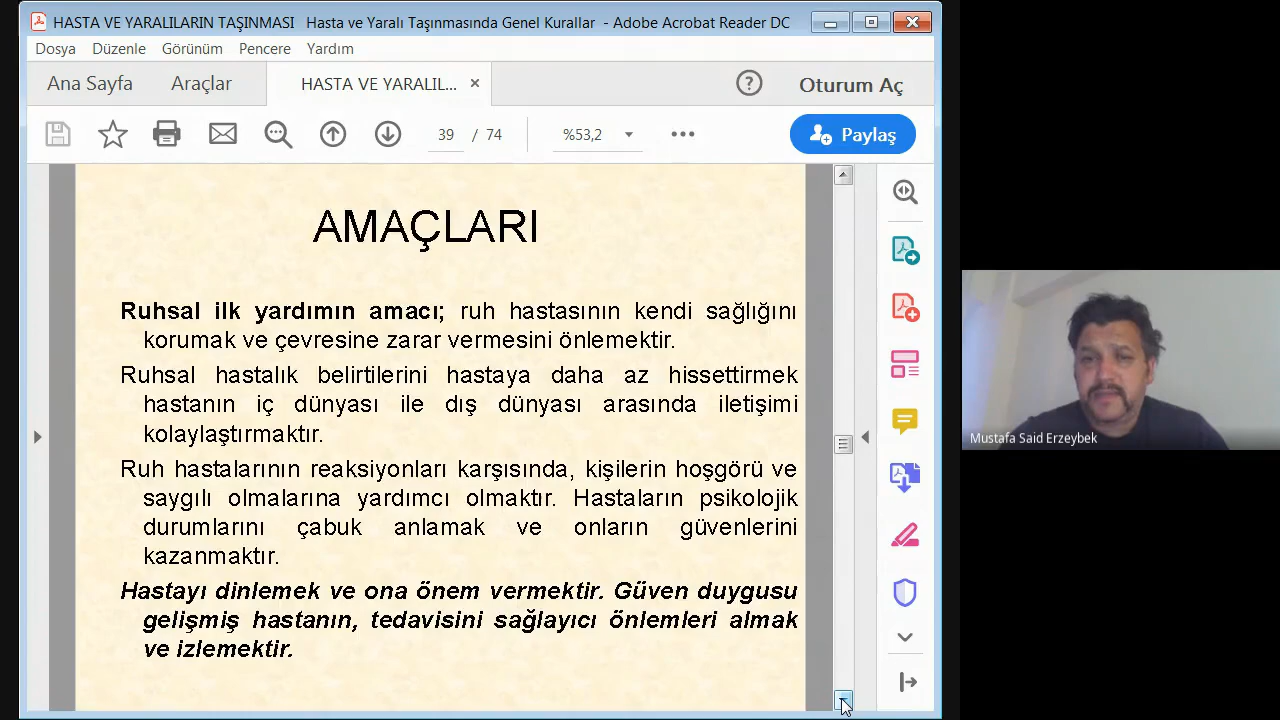 HASTA VE YARALILARIN TAŞINMASI   Hasta ve Yaralı Taşınmasında Genel Kurallar  - Adobe Acrobat Reader DC
Dosya Düzenle Görünüm Pencere Yardım
Ana Sayfa Araçlar HASTA VE YARALIL... × ? Oturum Aç
39 / 74 %53,2 Paylaş
AMAÇLARI
Ruhsal ilk yardımın amacı; ruh hastasının kendi sağlığını
korumak ve çevresine zarar vermesini önlemektir.
Ruhsal hastalık belirtilerini hastaya daha az hissettirmek
hastanın iç dünyası ile dış dünyası arasında iletişimi
kolaylaştırmaktır.
Ruh hastalarının reaksiyonları karşısında, kişilerin hoşgörü ve
saygılı olmalarına yardımcı olmaktır. Hastaların psikolojik
durumlarını çabuk anlamak ve onların güvenlerini
kazanmaktır.
Hastayı dinlemek ve ona önem vermektir. Güven duygusu
gelişmiş hastanın, tedavisini sağlayıcı önlemleri almak
ve izlemektir.
Mustafa Said Erzeybek